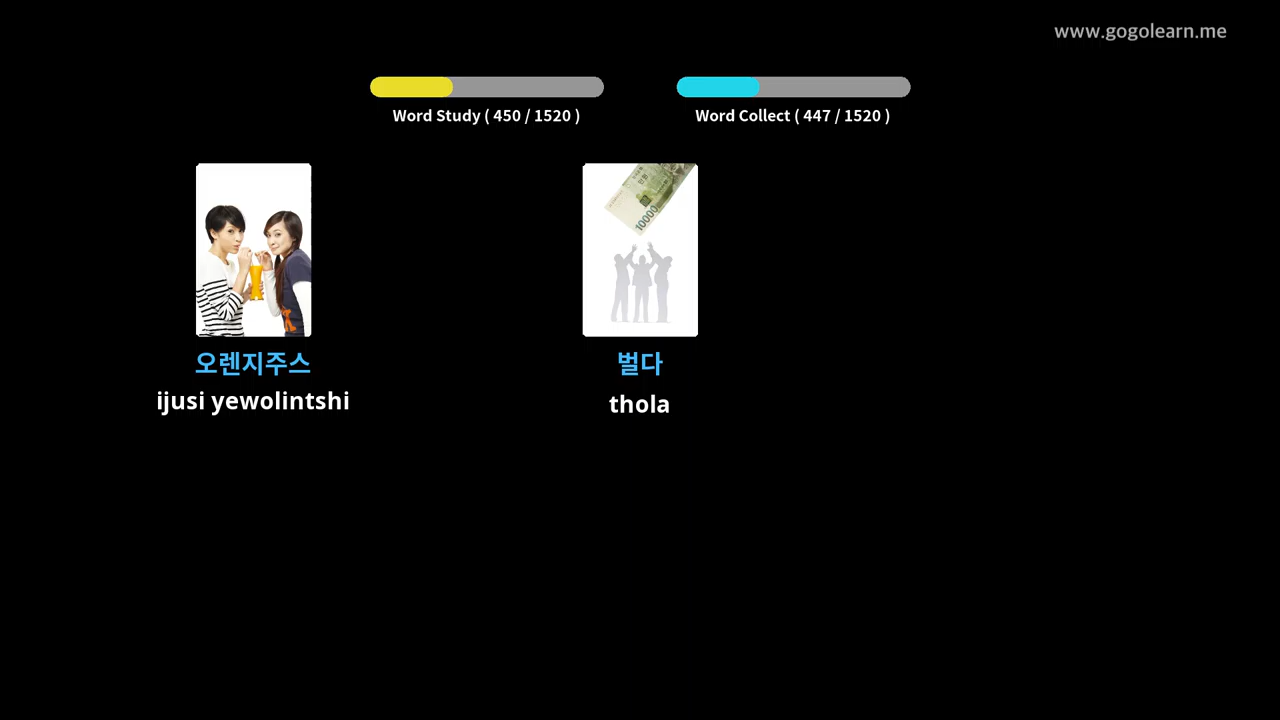 www.gogolearn.me
Word Study ( 450 / 1520 )
Word Collect ( 447 / 1520 )
10000
오렌지주스
벌다
ijusi yewolintshi
thola